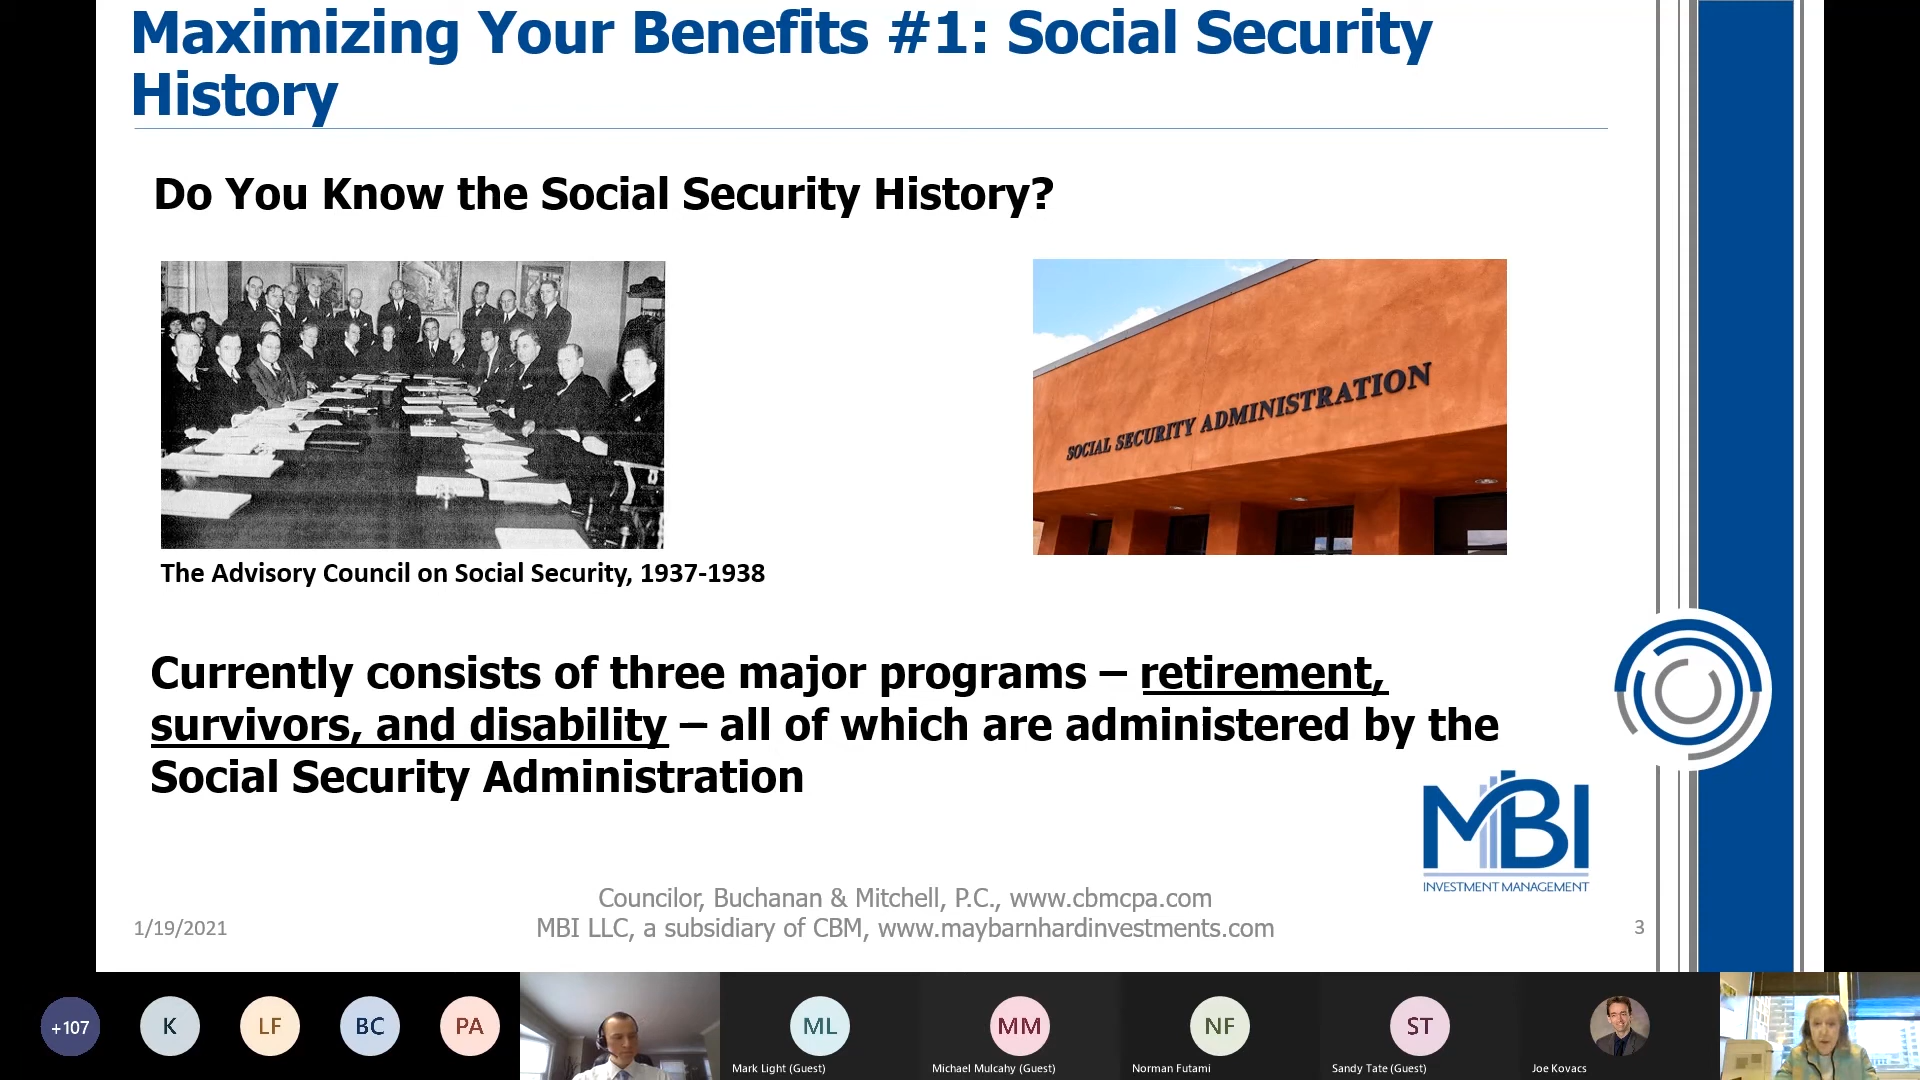 Maximizing Your Benefits #1: Social Security
History
Do You Know the Social Security History?
SOCIAL SECURITY ADMINISTRATION
The Advisory Council on Social Security, 1937-1938
Currently consists of three major programs – retirement,
survivors, and disability – all of which are administered by the
Social Security Administration
MBI
INVESTMENT MANAGEMENT
Councilor, Buchanan & Mitchell, P.C., www.cbmcpa.com
1/19/2021
MBI LLC, a subsidiary of CBM, www.maybarnhardinvestments.com
3
+107
K
LF
BC
PA
ML
MM
NF
ST
Mark Light (Guest)
Michael Mulcahy (Guest)
Norman Futami
Sandy Tate (Guest)
Joe Kovacs